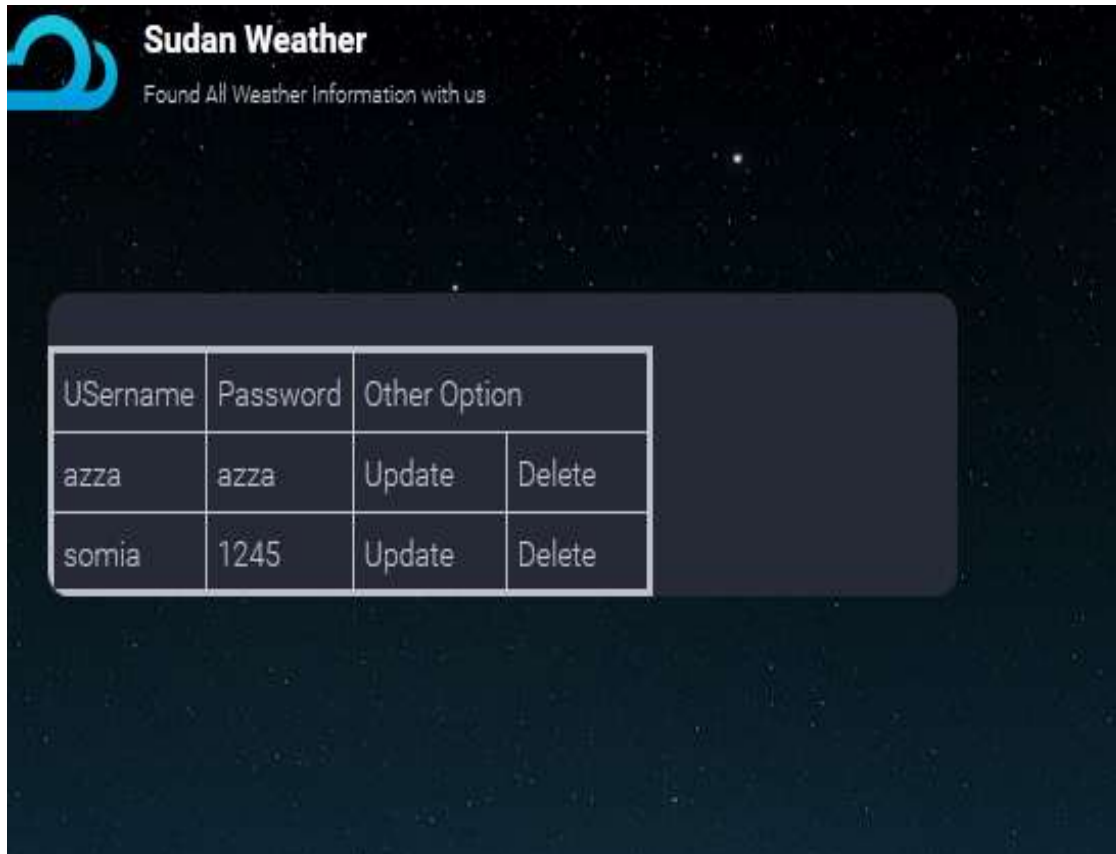 Sudan Weather
Found All Weather Information with us
USername Password Other Option
azza azza Update Delete
somia 1245 Update Delete